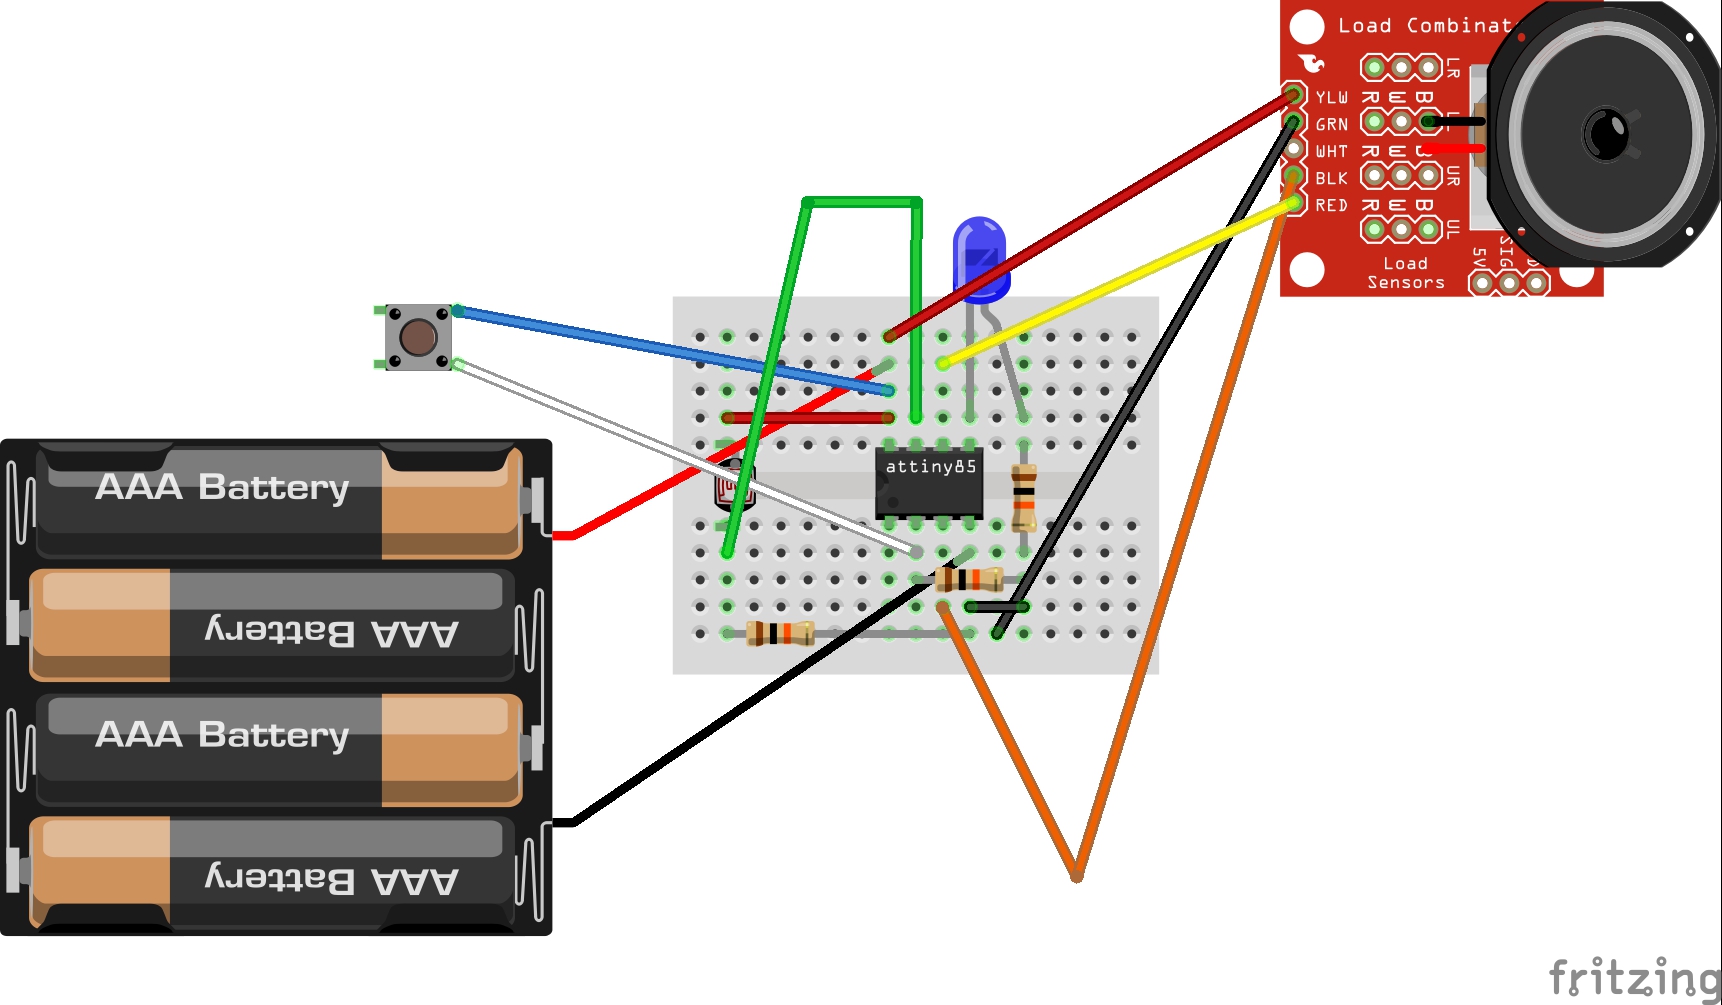 Load Combinat
LR
YLW
R W B
GRN
WHT
R W B
UR
BLK
RED
R W B
UL
Load
Sensors
5V
SIG
attiny85
AAA Battery
AAA Battery
AAA Battery
AAA Battery
fritzing